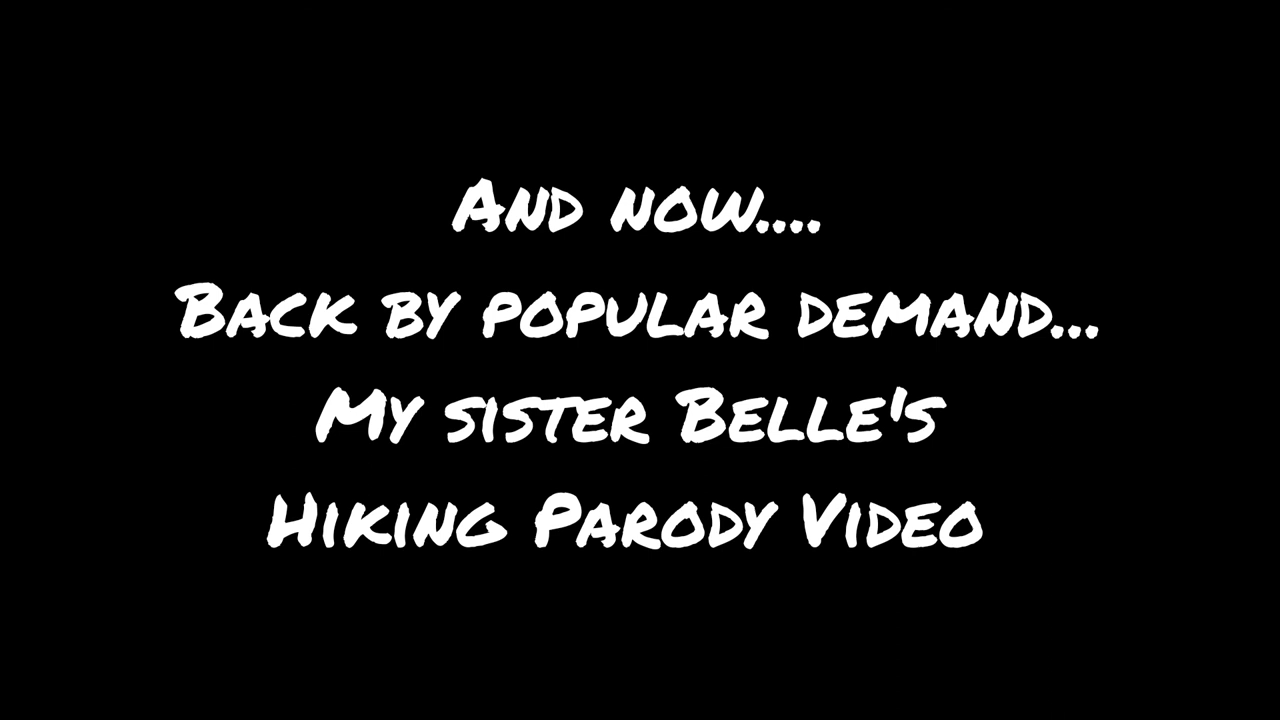 And now....
Back by popular demand...
My sister Belle's
Hiking Parody Video